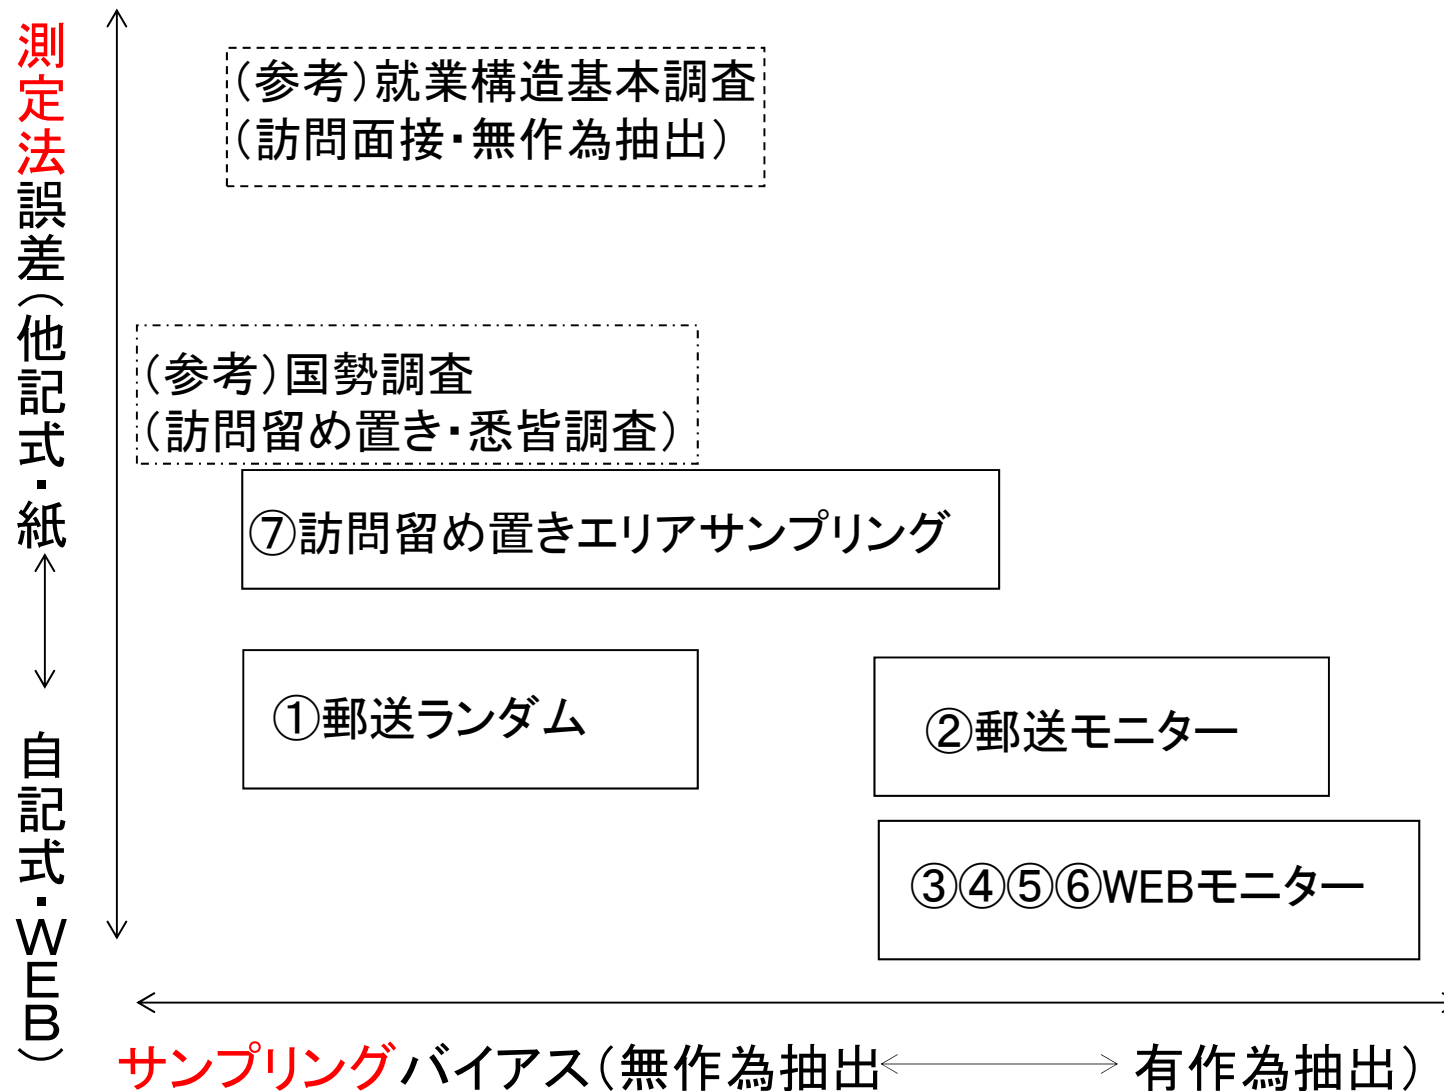 測定法誤差(他記式・紙
自記式・WEB)
(参考)就業構造基本調査
(訪問面接・無作為抽出)
(参考)国勢調査
(訪問留め置き・悉皆調査)
⑦訪問留め置きエリアサンプリング
①郵送ランダム
②郵送モニター
③④⑤⑥WEBモニター
サンプリングバイアス(無作為抽出 有作為抽出)